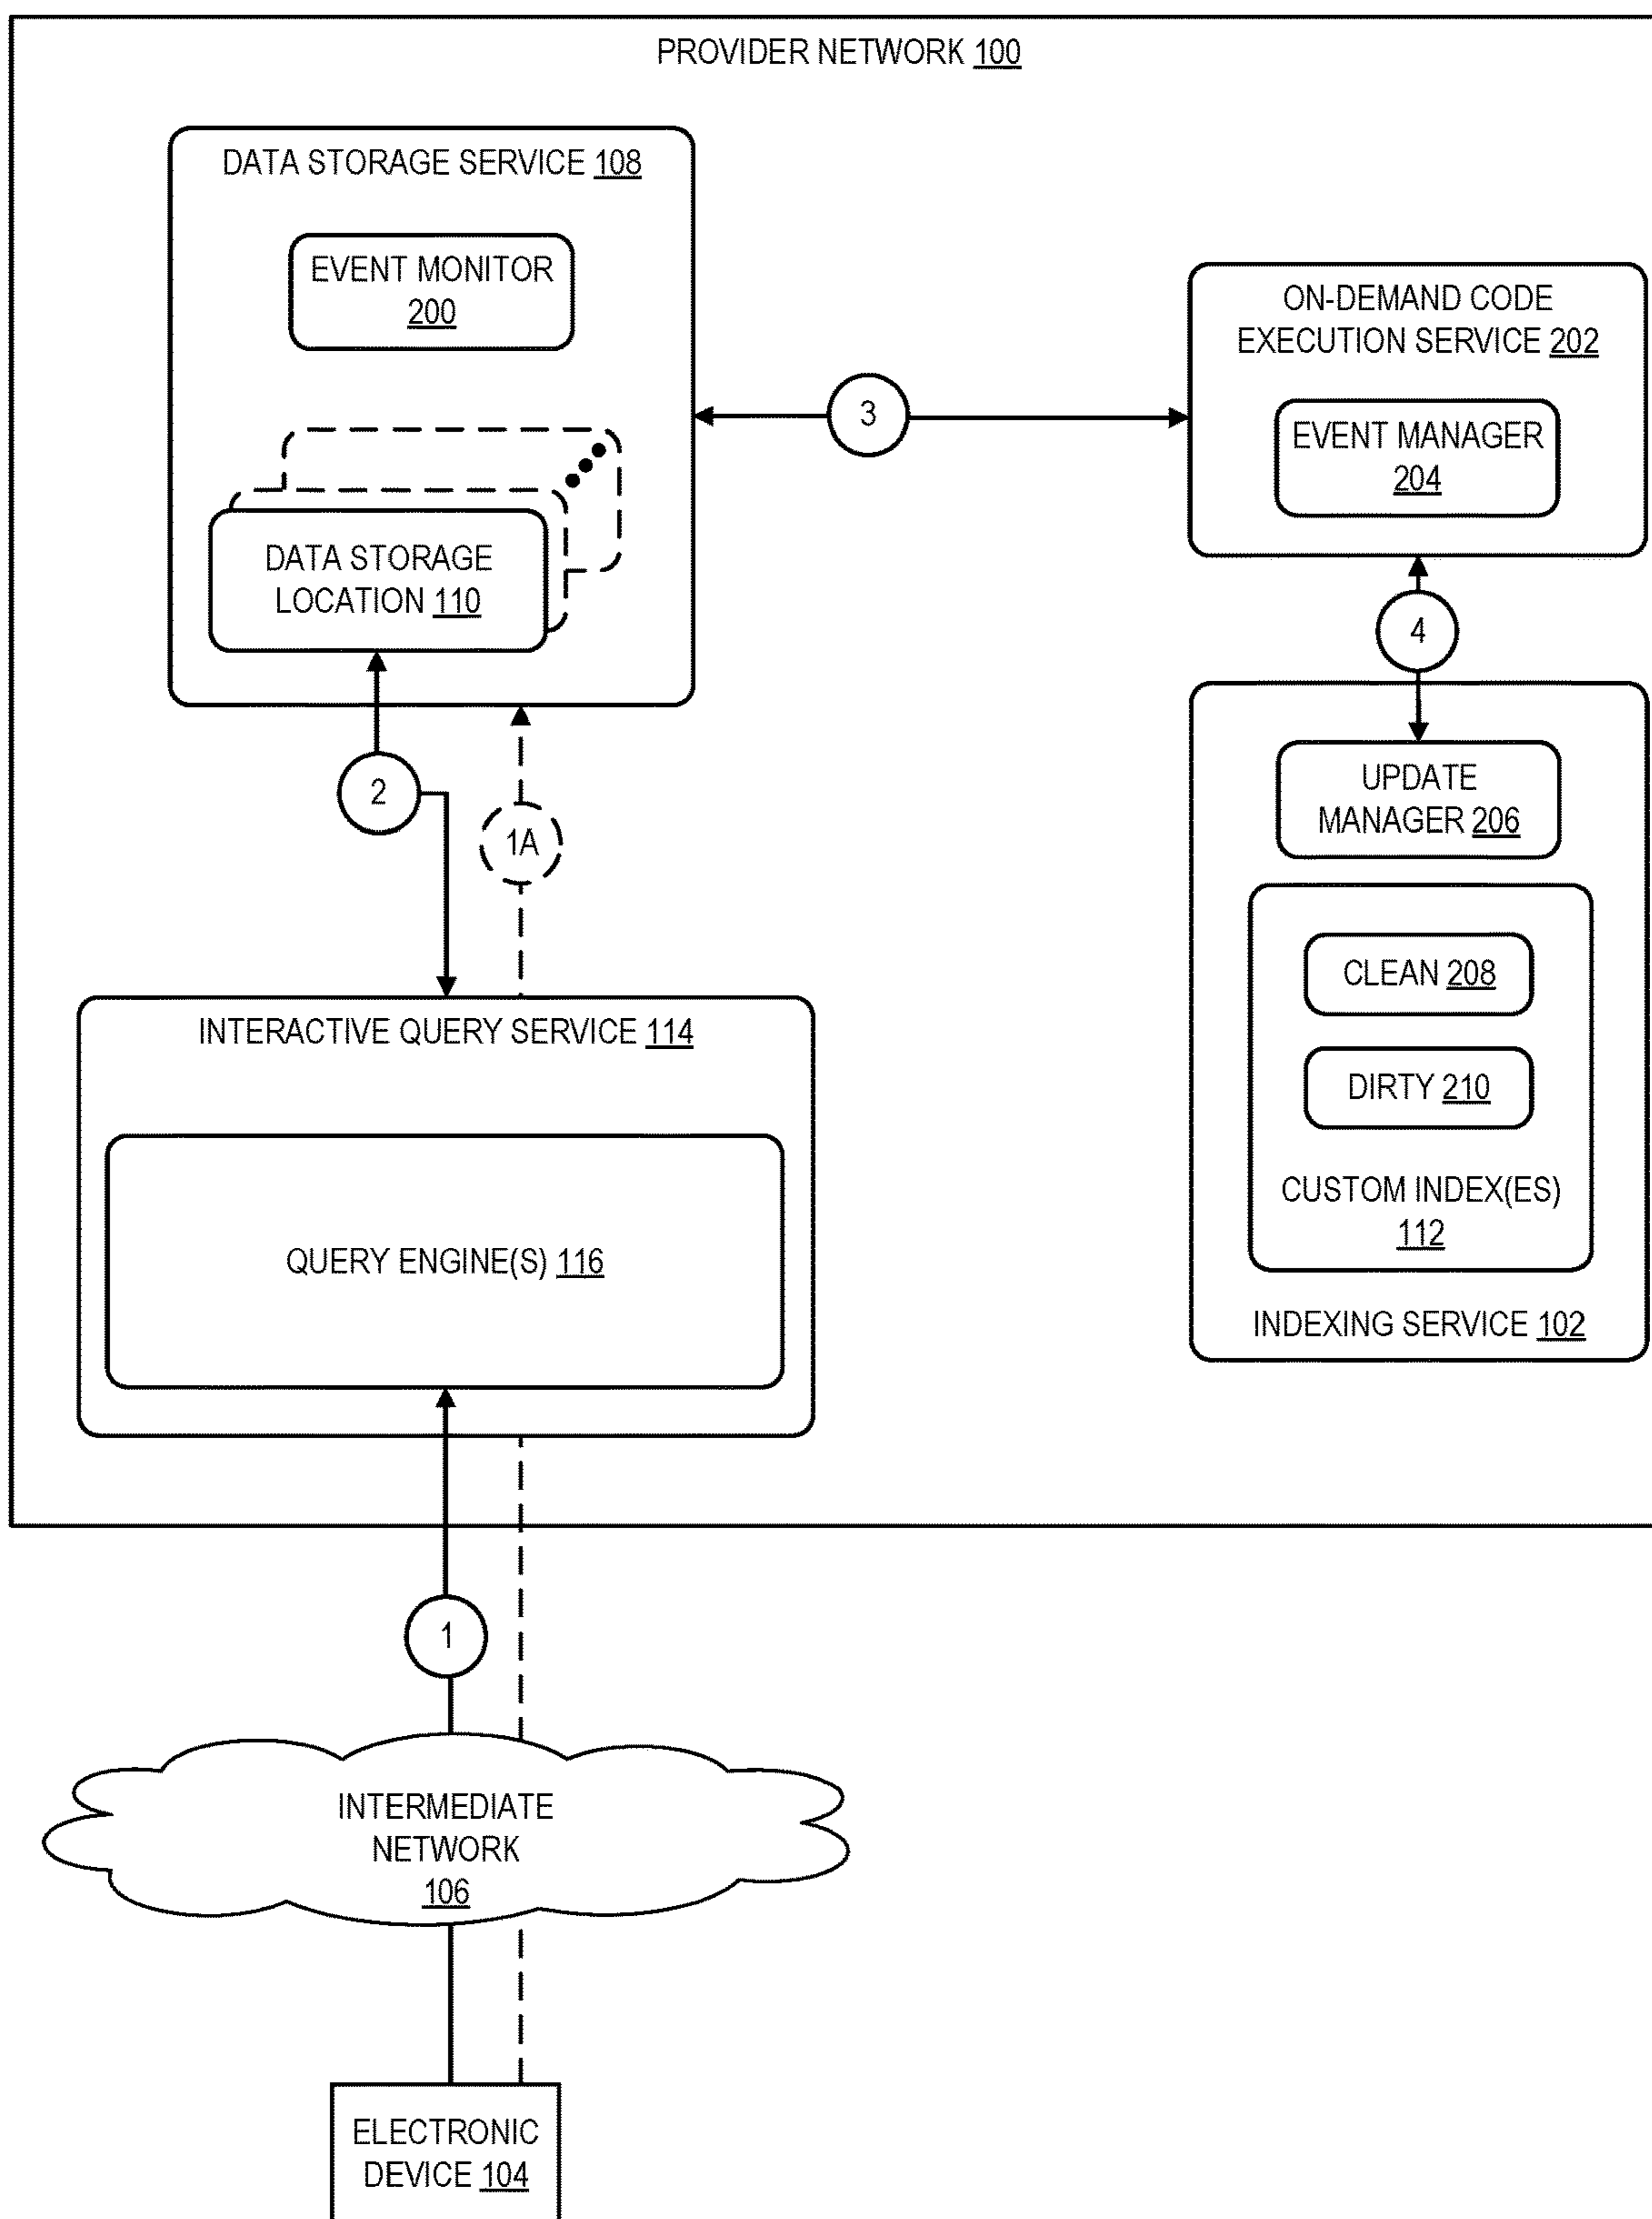 PROVIDER NETWORK 100
DATA STORAGE SERVICE 108
EVENT MONITOR
200
DATA STORAGE
LOCATION 110
3
ON-DEMAND CODE
EXECUTION SERVICE 202
EVENT MANAGER
204
4
UPDATE
MANAGER 206
CLEAN 208
DIRTY 210
CUSTOM INDEX(ES)
112
INDEXING SERVICE 102
2
1A
INTERACTIVE QUERY SERVICE 114
QUERY ENGINE(S) 116
1
INTERMEDIATE
NETWORK
106
ELECTRONIC
DEVICE 104